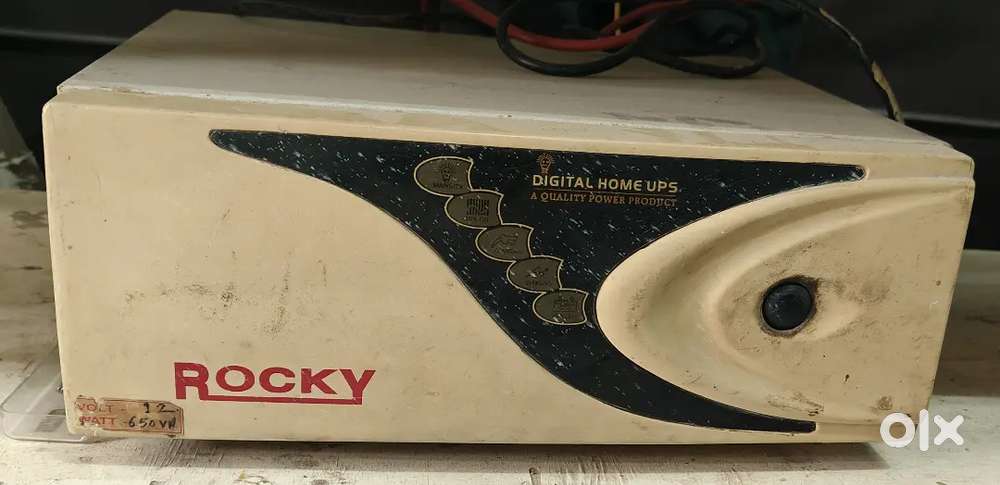 DIGITAL HOME UPS
A QUALITY POWER PRODUCT
ROCKY
VOLT 12
WATT 650VA
olx